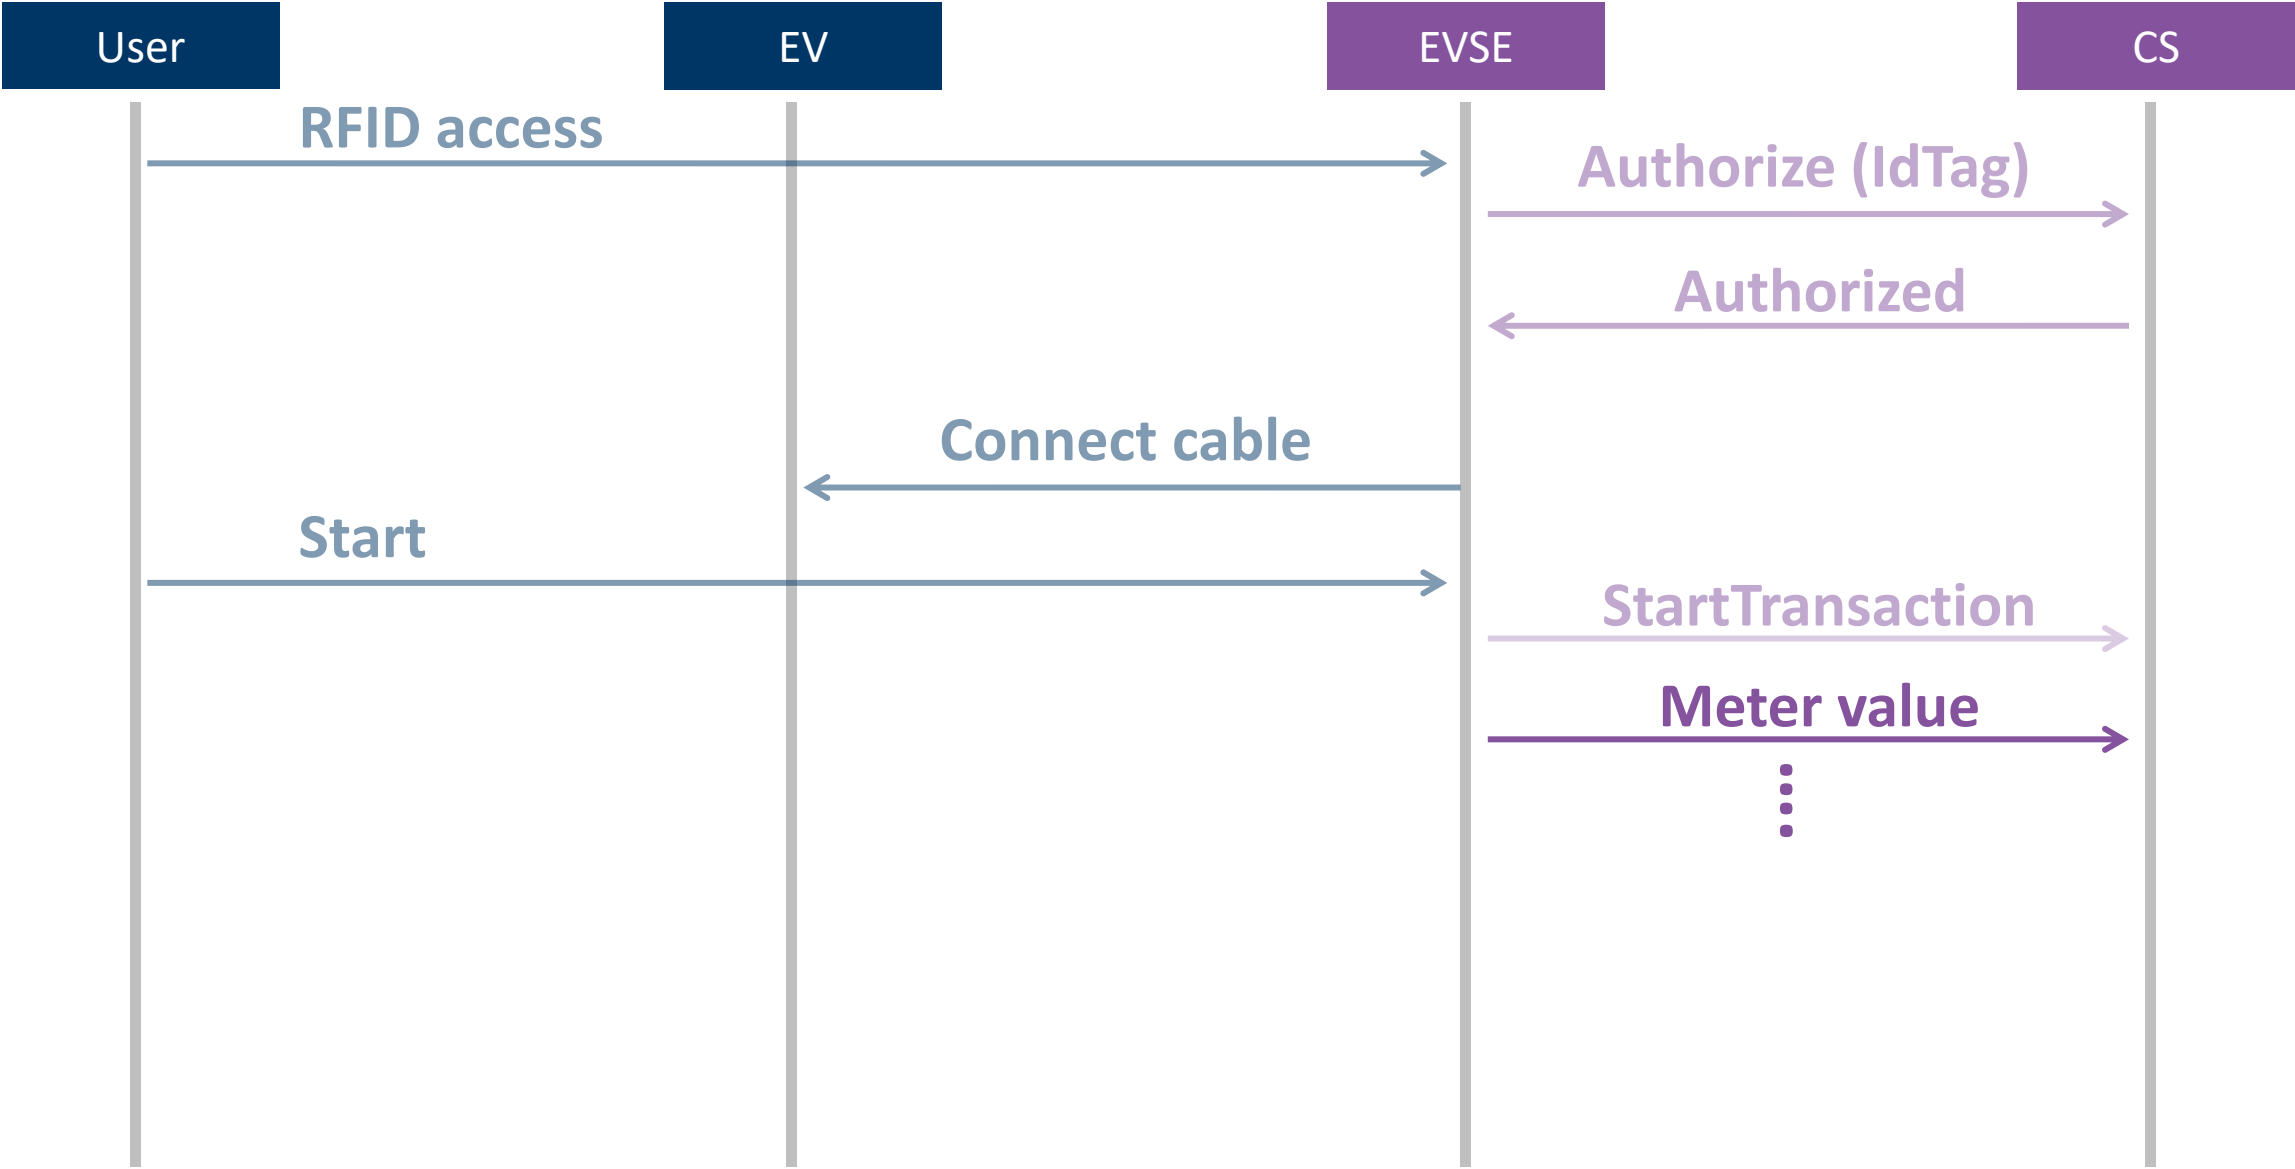 User
EV
EVSE
CS
RFID access
Authorize (IdTag)
Authorized
Connect cable
Start
StartTransaction
Meter value